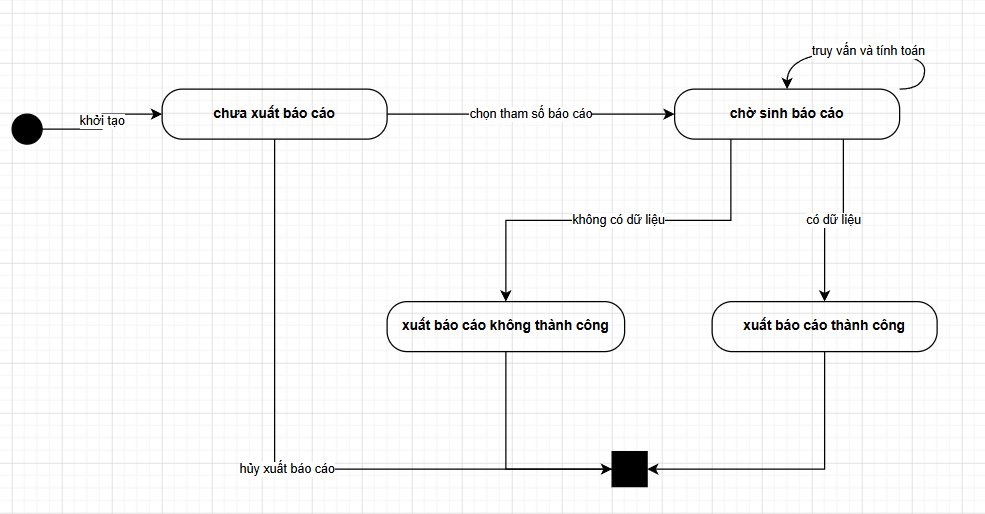 truy vấn và tính toán
khởi tạo
chưa xuất báo cáo
chọn tham số báo cáo
chờ sinh báo cáo
không có dữ liệu
có dữ liệu
xuất báo cáo không thành công
xuất báo cáo thành công
hủy xuất báo cáo